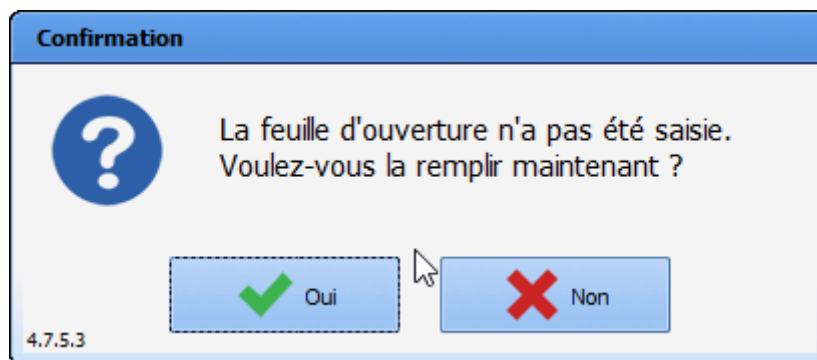 Confirmation
La feuille d'ouverture n'a pas été saisie.
Voulez-vous la remplir maintenant ?
Oui
Non
4.7.5.3